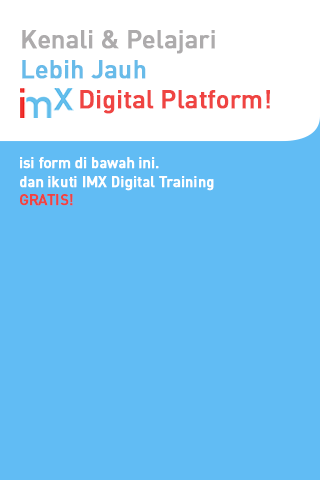 Kenali & Pelajari
Lebih Jauh
imX Digital Platform!
isi form di bawah ini.
dan ikuti IMX Digital Training
GRATIS!